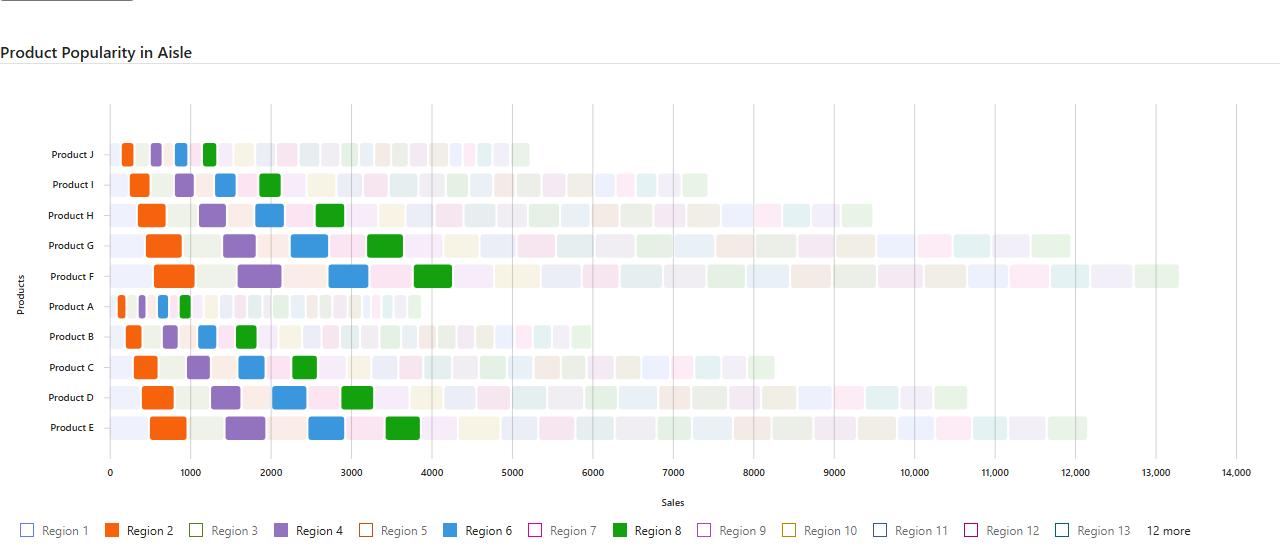 Product Popularity in Aisle
Products
Product J
Product I
Product H
Product G
Product F
Product A
Product B
Product C
Product D
Product E
0 1000 2000 3000 4000 5000 6000 7000 8000 9000 10,000 11,000 12,000 13,000 14,000
Sales
Region 1 Region 2 Region 3 Region 4 Region 5 Region 6 Region 7 Region 8 Region 9 Region 10 Region 11 Region 12 Region 13 12 more